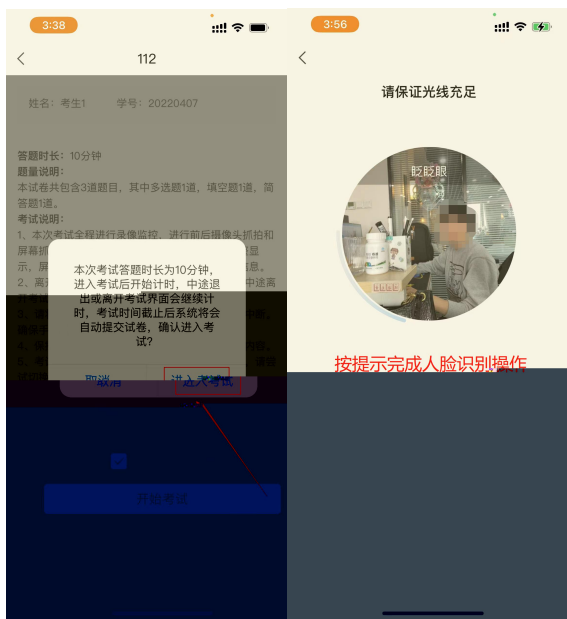 3:38
112
姓名：考生1 学号：20220407
答题时长：10分钟
题量说明：
本试卷共包含3道题目，其中多选题1道，填空题1道，简
答题1道。
考试说明：
1、本次考试全程进行录像监控，进行前后摄像头抓拍和
屏幕抓
示，屏
息。
2、离开
中途离
本次考试答题时长为10分钟，
进入考试后开始计时，中途退
出或离开考试界面会继续计
时，考试时间截止后系统将会
自动提交试卷，确认进入考
试?
取消 进入考试
开始考试
3:56
请保证光线充足
眨眨眼
按提示完成人脸识别操作